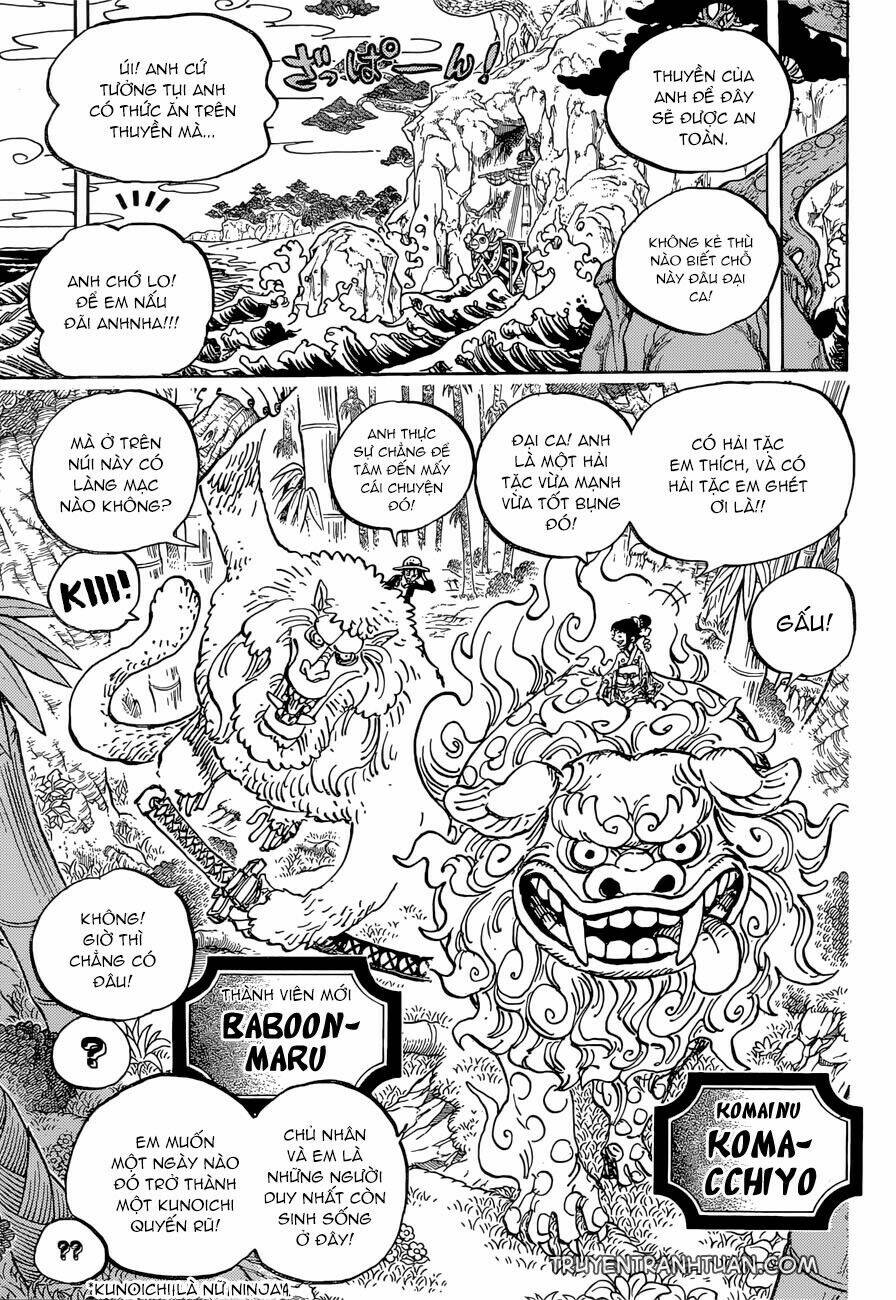 ざっぱーん!
THUYỀN CỦA
ANH ĐỂ ĐÂY
SẼ ĐƯỢC AN
TOÀN.
KHÔNG KẺ THÙ
NÀO BIẾT CHỖ
NÀY ĐÂU ĐẠI
CA!
ÚI! ANH CỨ
TƯỞNG TỤI ANH
CÓ THỨC ĂN TRÊN
THUYỀN MÀ...
ANH CHỚ LO!
ĐỂ EM NẤU
ĐÃI ANHNHA!!!
CÓ HẢI TẶC
EM THÍCH, VÀ CÓ
HẢI TẶC EM GHÉT
ƠI LÀ!!
ĐẠI CA! ANH
LÀ MỘT HẢI
TẶC VỪA MẠNH
VỪA TỐT BỤNG
ĐÓ!
ANH THỰC
SỰ CHẲNG ĐỂ
TÂM ĐẾN MẤY
CÁI CHUYỆN
ĐÓ!
MÀ Ở TRÊN
NÚI NÀY CÓ
LÀNG MẠC
NÀO KHÔNG?
GẤU!
KIII!
KHÔNG!
GIỜ THÌ
CHẲNG CÓ
ĐÂU!
?
THÀNH VIÊN MỚI
BABOON-
MARU
KOMAINU
KOMA-
CCHIYO
CHỦ NHÂN
VÀ EM LÀ
NHỮNG NGƯỜI
DUY NHẤT CÒN
SINH SỐNG
Ở ĐÂY!
EM MUỐN
MỘT NGÀY NÀO
ĐÓ TRỞ THÀNH
MỘT KUNOICHI
QUYẾN RŨ!
??
*KUNOICHI LÀ NỮ NINJA*
TRUYENTRANHTUAN.COM